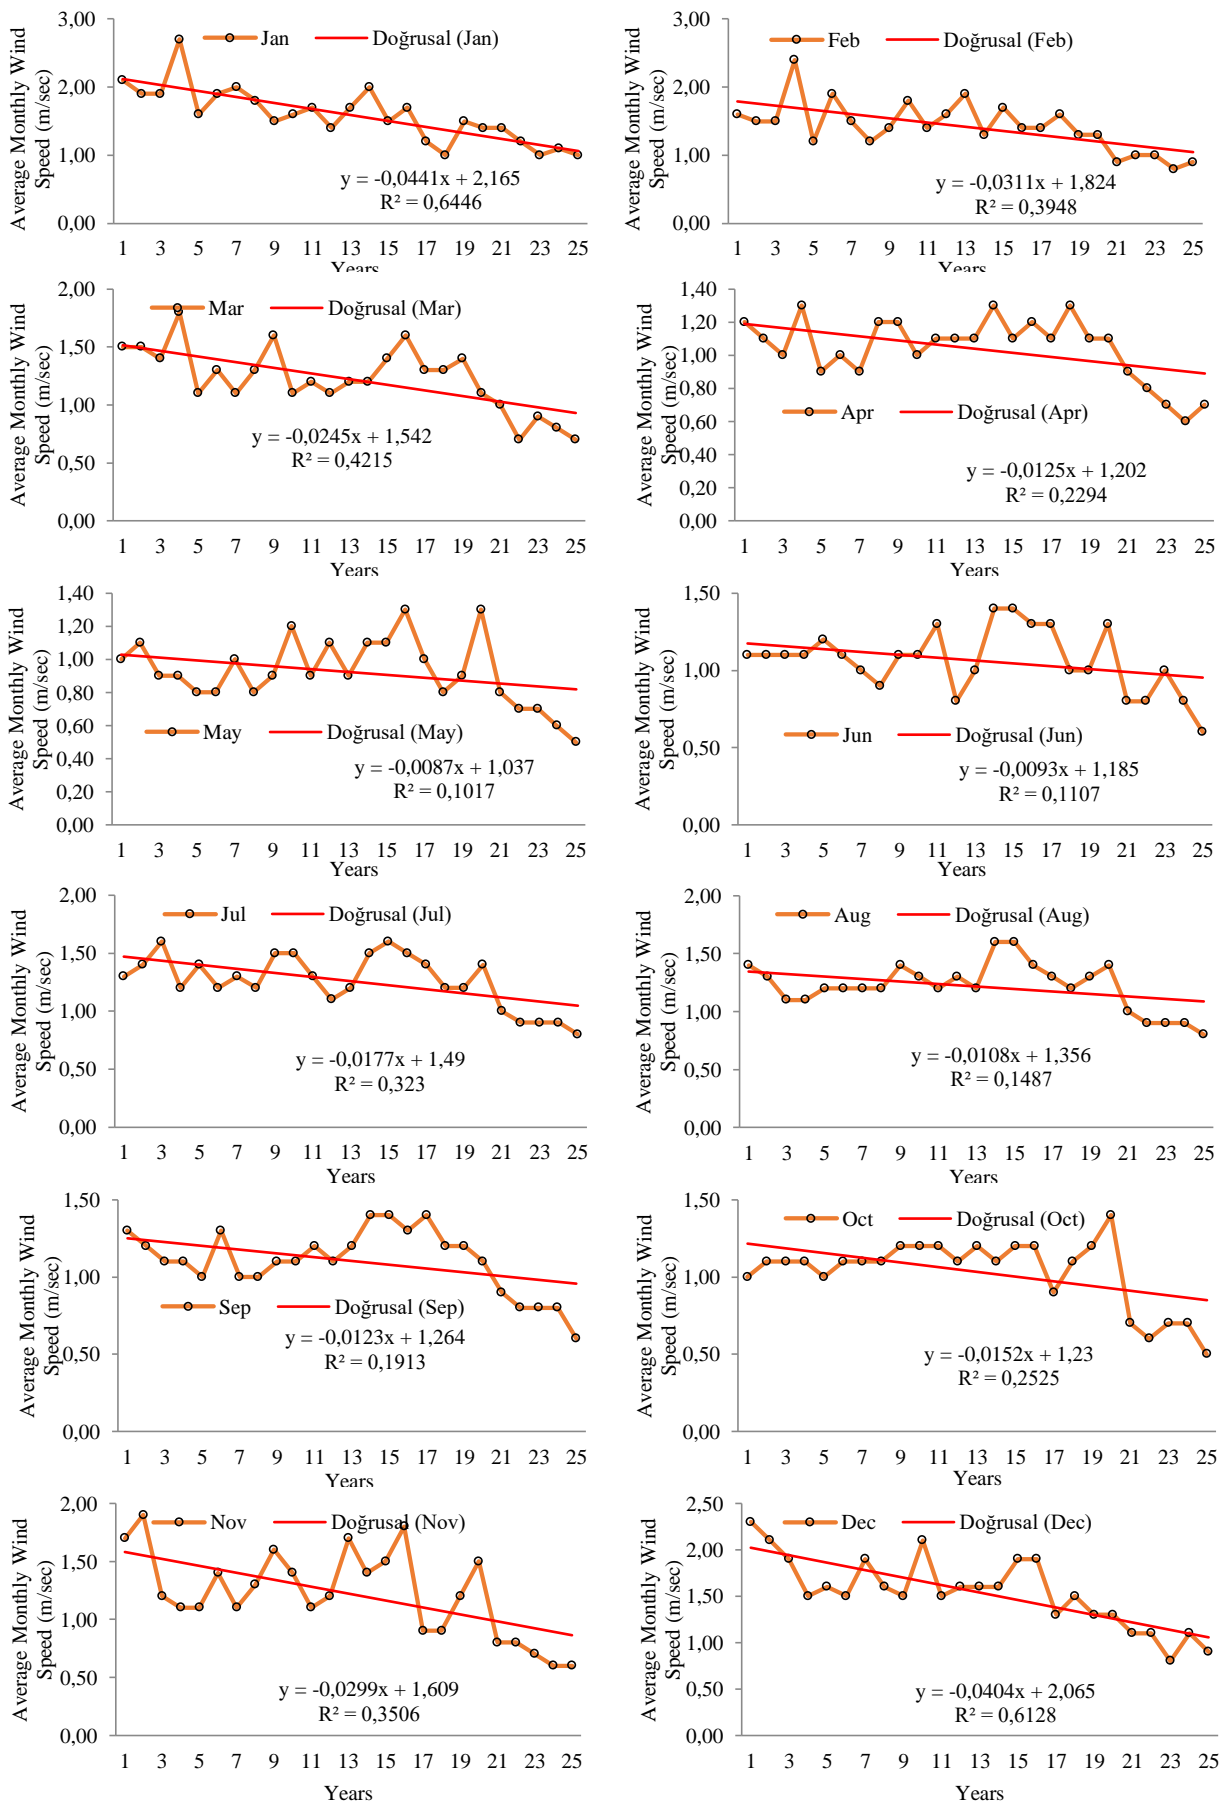 Average Monthly Wind
Speed (m/sec)
3,00
2,00
1,00
0,00
Jan
Doğrusal (Jan)
y = -0,0441x + 2,165
R² = 0,6446
1 3 5 7 9 11 13 15 17 19 21 23 25
Years
Average Monthly Wind
Speed (m/sec)
3,00
2,00
1,00
0,00
Feb
Doğrusal (Feb)
y = -0,0311x + 1,824
R² = 0,3948
1 3 5 7 9 11 13 15 17 19 21 23 25
Years
Average Monthly Wind
Speed (m/sec)
2,00
1,50
1,00
0,50
0,00
Mar
Doğrusal (Mar)
y = -0,0245x + 1,542
R² = 0,4215
1 3 5 7 9 11 13 15 17 19 21 23 25
Years
Average Monthly Wind
Speed (m/sec)
1,40
1,20
1,00
0,80
0,60
0,40
0,20
0,00
Apr
Doğrusal (Apr)
y = -0,0125x + 1,202
R² = 0,2294
1 3 5 7 9 11 13 15 17 19 21 23 25
Years
Average Monthly Wind
Speed (m/sec)
1,40
1,20
1,00
0,80
0,60
0,40
0,20
0,00
May
Doğrusal (May)
y = -0,0087x + 1,037
R² = 0,1017
1 3 5 7 9 11 13 15 17 19 21 23 25
Years
Average Monthly Wind
Speed (m/sec)
1,50
1,00
0,50
0,00
Jun
Doğrusal (Jun)
y = -0,0093x + 1,185
R² = 0,1107
1 3 5 7 9 11 13 15 17 19 21 23 25
Years
Average Monthly Wind
Speed (m/sec)
2,00
1,50
1,00
0,50
0,00
Jul
Doğrusal (Jul)
y = -0,0177x + 1,49
R² = 0,323
1 3 5 7 9 11 13 15 17 19 21 23 25
Years
Average Monthly Wind
Speed (m/sec)
2,00
1,50
1,00
0,50
0,00
Aug
Doğrusal (Aug)
y = -0,0108x + 1,356
R² = 0,1487
1 3 5 7 9 11 13 15 17 19 21 23 25
Years
Average Monthly Wind
Speed (m/sec)
1,50
1,00
0,50
0,00
Sep
Doğrusal (Sep)
y = -0,0123x + 1,264
R² = 0,1913
1 3 5 7 9 11 13 15 17 19 21 23 25
Years
Average Monthly Wind
Speed (m/sec)
1,50
1,00
0,50
0,00
Oct
Doğrusal (Oct)
y = -0,0152x + 1,23
R² = 0,2525
1 3 5 7 9 11 13 15 17 19 21 23 25
Years
Average Monthly Wind
Speed (m/sec)
2,00
1,50
1,00
0,50
0,00
Nov
Doğrusal (Nov)
y = -0,0299x + 1,609
R² = 0,3506
1 3 5 7 9 11 13 15 17 19 21 23 25
Years
Average Monthly Wind
Speed (m/sec)
2,50
2,00
1,50
1,00
0,50
0,00
Dec
Doğrusal (Dec)
y = -0,0404x + 2,065
R² = 0,6128
1 3 5 7 9 11 13 15 17 19 21 23 25
Years